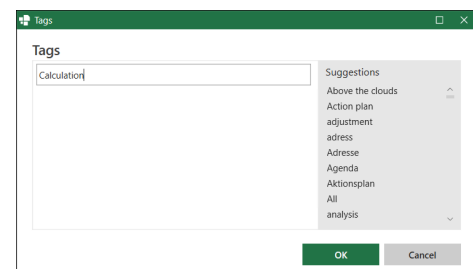 Tags
Tags
Calculation
Suggestions
Above the clouds
Action plan
adjustment
adress
Adresse
Agenda
Aktionsplan
All
analysis
OK
Cancel